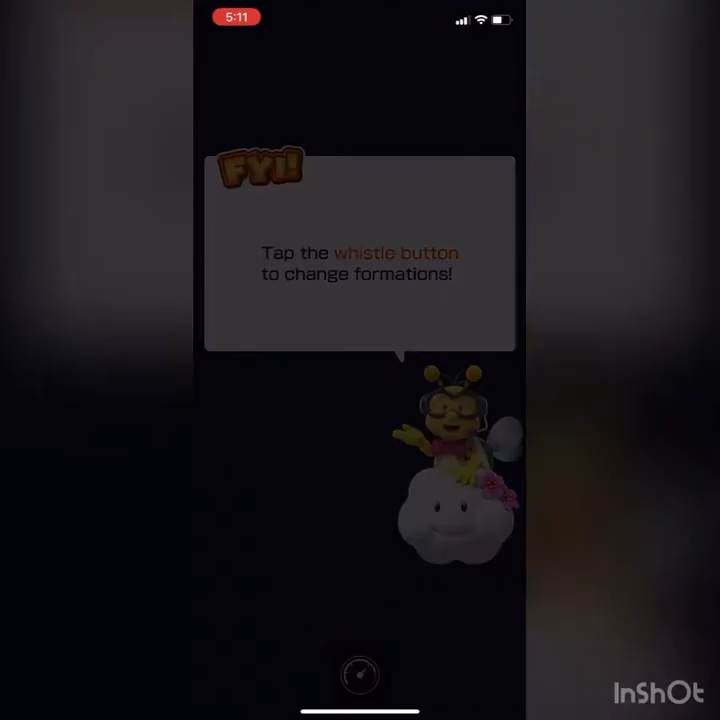 5:11
FYI!
Tap the whistle button
to change formations!
InShOt